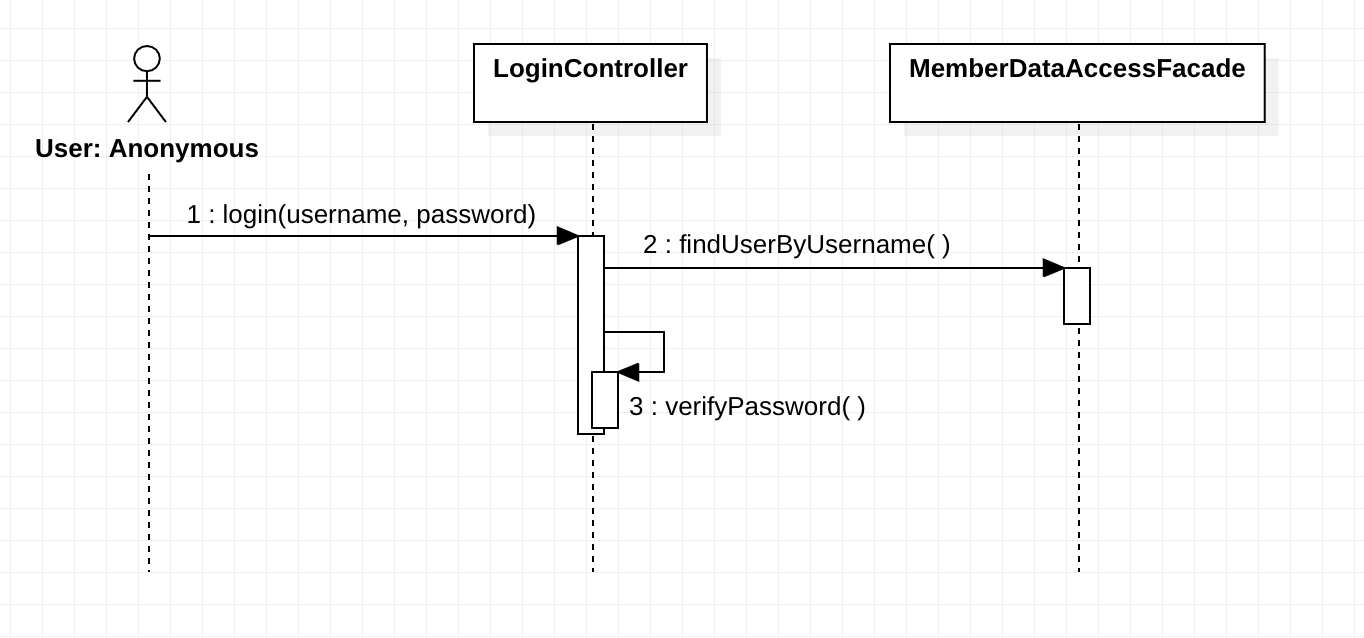 LoginController
MemberDataAccessFacade
User: Anonymous
1 : login(username, password)
2 : findUserByUsername( )
3 : verifyPassword( )